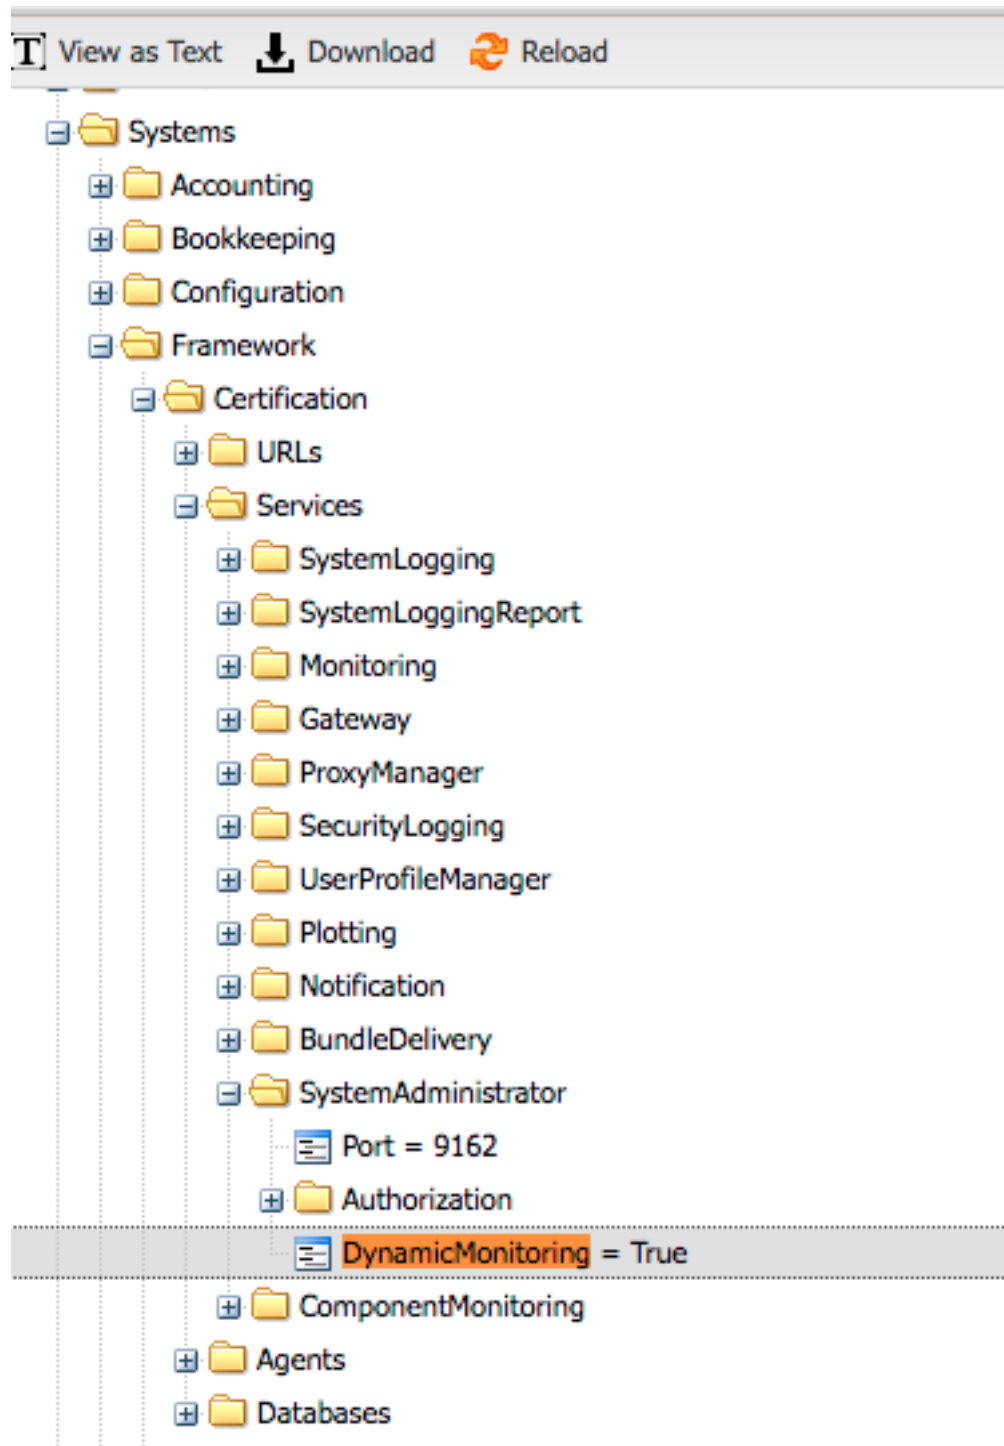 T View as Text Download Reload
Systems
Accounting
Bookkeeping
Configuration
Framework
Certification
URLs
Services
SystemLogging
SystemLoggingReport
Monitoring
Gateway
ProxyManager
SecurityLogging
UserProfileManager
Plotting
Notification
BundleDelivery
SystemAdministrator
Port = 9162
Authorization
DynamicMonitoring = True
ComponentMonitoring
Agents
Databases